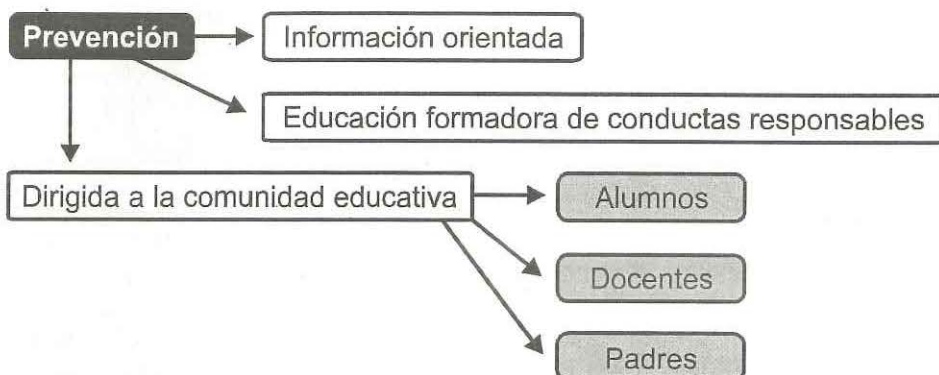 Prevención
Información orientada
Educación formadora de conductas responsables
Dirigida a la comunidad educativa
Alumnos
Docentes
Padres